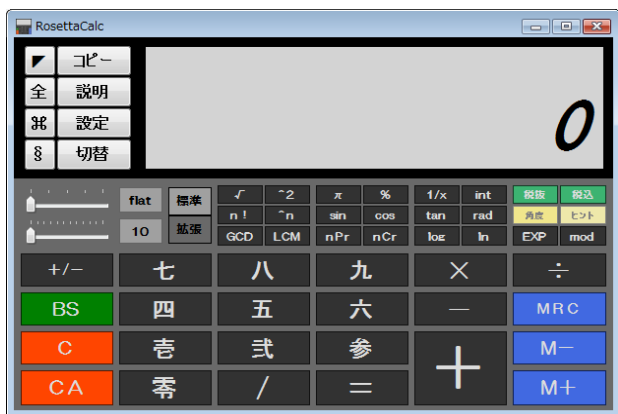 RosettaCalc
◤ コピー
全 説明
⌘ 設定
§ 切替
0
flat 標準 √ ^2 π % 1/x int 税抜 税込
n! ^n sin cos tan rad 角度 ヒント
10 拡張 GCD LCM nPr nCr log ln EXP mod
+/− 七 八 九 × ÷
BS 四 五 六 − MRC
C 壱 弐 参 + M−
CA 零 / = M+